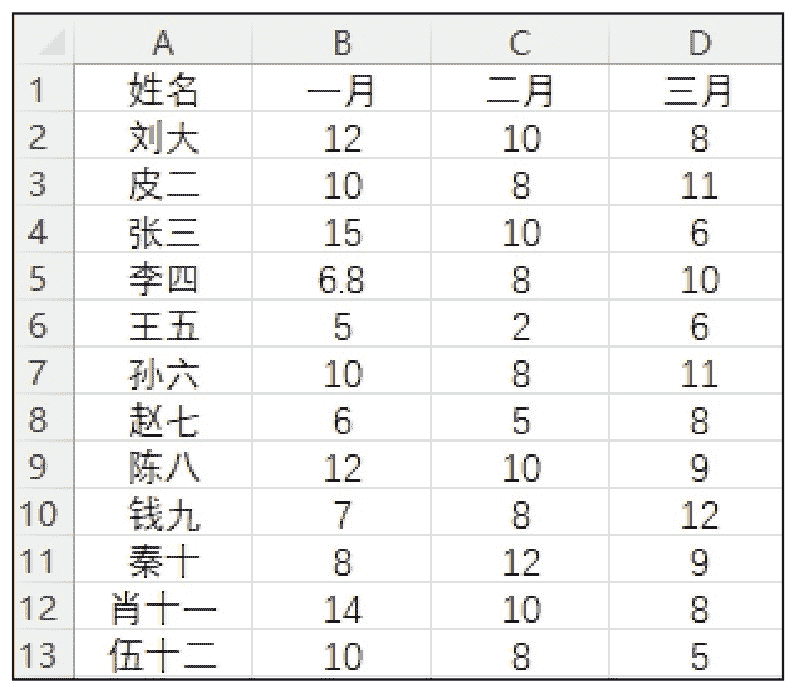 A B C D
1 姓名 一月 二月 三月
2 刘大 12 10 8
3 皮二 10 8 11
4 张三 15 10 6
5 李四 6.8 8 10
6 王五 5 2 6
7 孙六 10 8 11
8 赵七 6 5 8
9 陈八 12 10 9
10 钱九 7 8 12
11 秦十 8 12 9
12 肖十一 14 10 8
13 伍十二 10 8 5